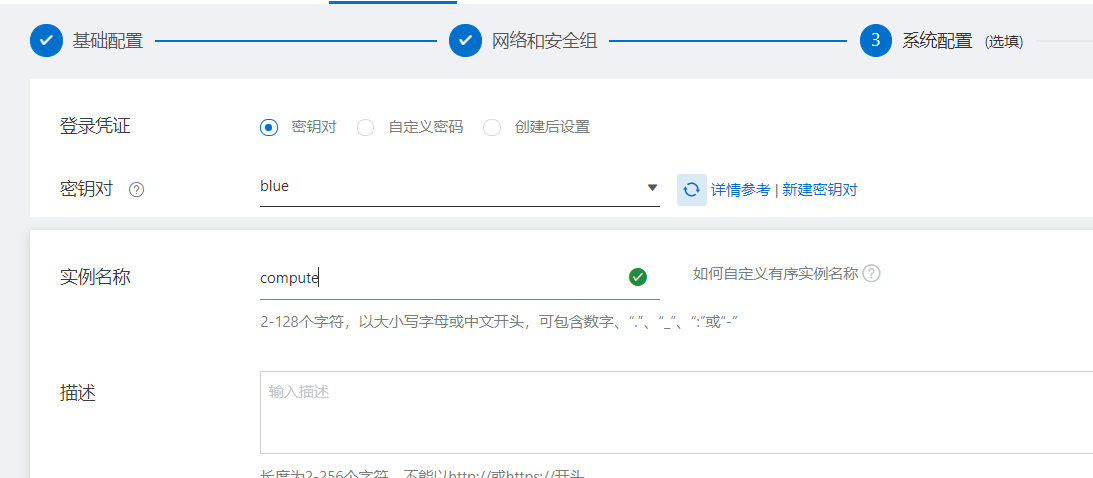 基础配置 网络和安全组 3 系统配置 (选填)
登录凭证 密钥对 自定义密码 创建后设置
密钥对 ? blue 详情参考 | 新建密钥对
实例名称 compute 如何自定义有序实例名称 ?
2-128个字符，以大小写字母或中文开头，可包含数字、“.”、“_”、“:”或“-”
描述 输入描述
长度为2-256个字符，不能以http://或https://开头